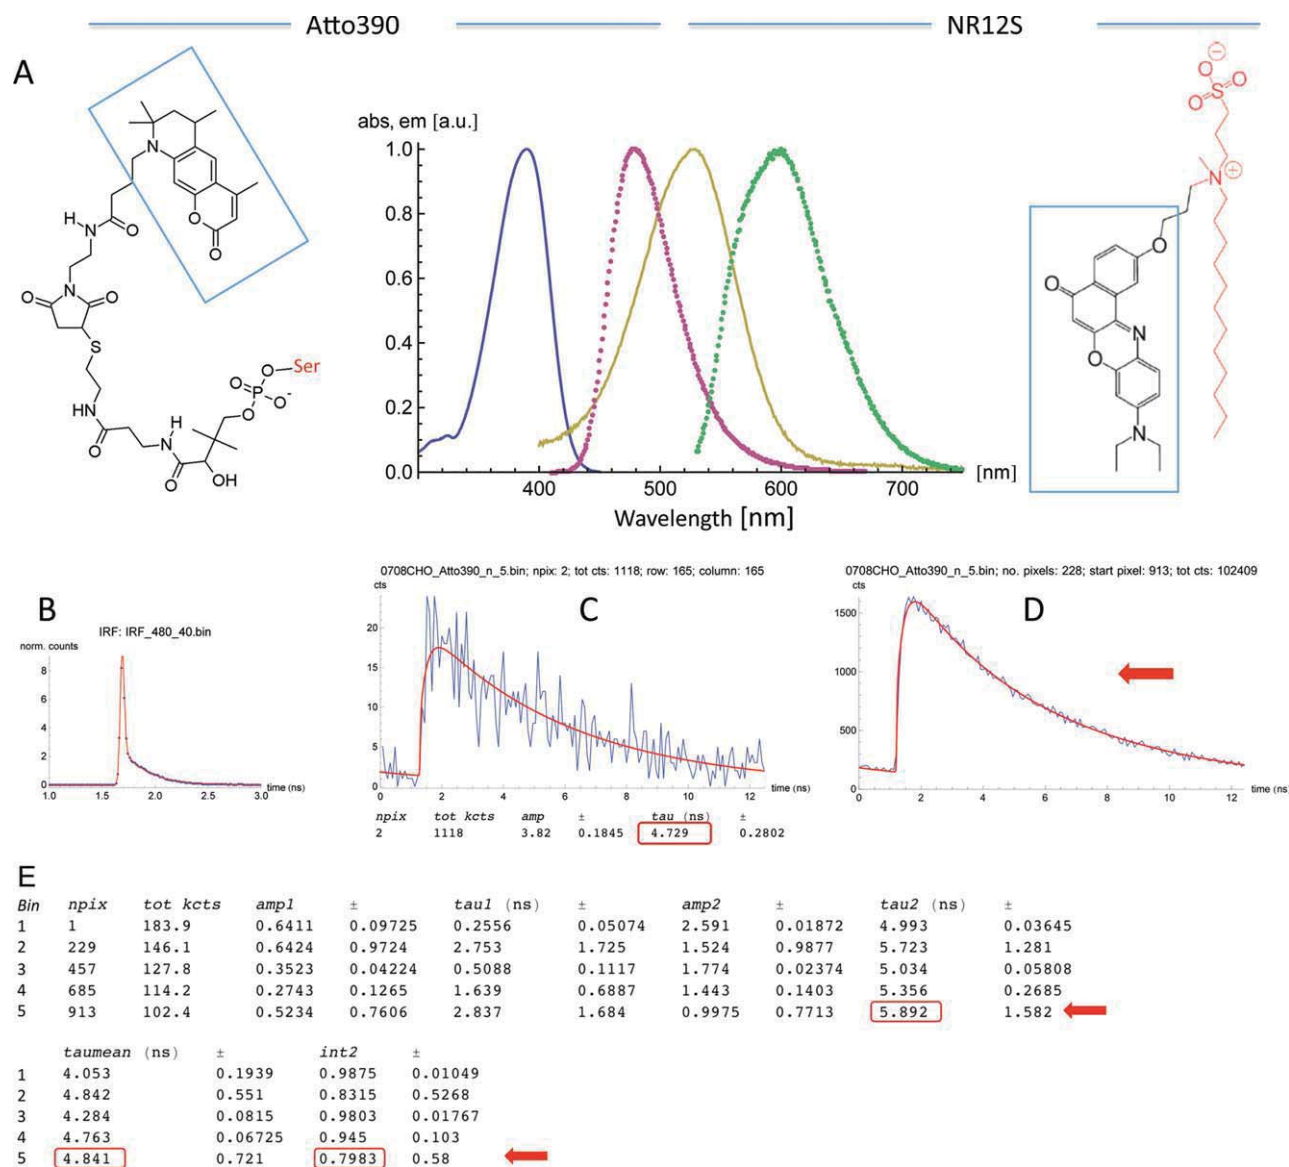 Atto390 NR12S
A
abs, em [a.u.]
1.0
0.8
0.6
0.4
0.2
0.0
400 500 600 700 [nm]
Wavelength [nm]
N
O
O
O
H
N
O
N
O
O
S
NH
O
H
N
O
OH
O
P
O
O
O-
Ser
O
⊖
O
S
O
O
N
⊕
O
O
N
O
N
B
IRF: IRF_480_40.bin
norm. counts
8
6
4
2
0
1.0 1.5 2.0 2.5 3.0 time (ns)
0708CHO_Atto390_n_5.bin; npix: 2; tot cts: 1118; row: 165; column: 165
cts
C
20
15
10
5
0
0 2 4 6 8 10 12 time (ns)
npix tot kcts amp ± tau (ns) ±
2 1118 3.82 0.1845 4.729 0.2802
0708CHO_Atto390_n_5.bin; no. pixels: 228; start pixel: 913; tot cts: 102409
cts
D
1500
1000
500
0
0 2 4 6 8 10 12 time (ns)
E
Bin npix tot kcts amp1 ± tau1 (ns) ± amp2 ± tau2 (ns) ±
1 1 183.9 0.6411 0.09725 0.2556 0.05074 2.591 0.01872 4.993 0.03645
2 229 146.1 0.6424 0.9724 2.753 1.725 1.524 0.9877 5.723 1.281
3 457 127.8 0.3523 0.04224 0.5088 0.1117 1.774 0.02374 5.034 0.05808
4 685 114.2 0.2743 0.1265 1.639 0.6887 1.443 0.1403 5.356 0.2685
5 913 102.4 0.5234 0.7606 2.837 1.684 0.9975 0.7713 5.892 1.582
taumean (ns) ± int2 ±
1 4.053 0.1939 0.9875 0.01049
2 4.842 0.551 0.8315 0.5268
3 4.284 0.0815 0.9803 0.01767
4 4.763 0.06725 0.945 0.103
5 4.841 0.721 0.7983 0.58